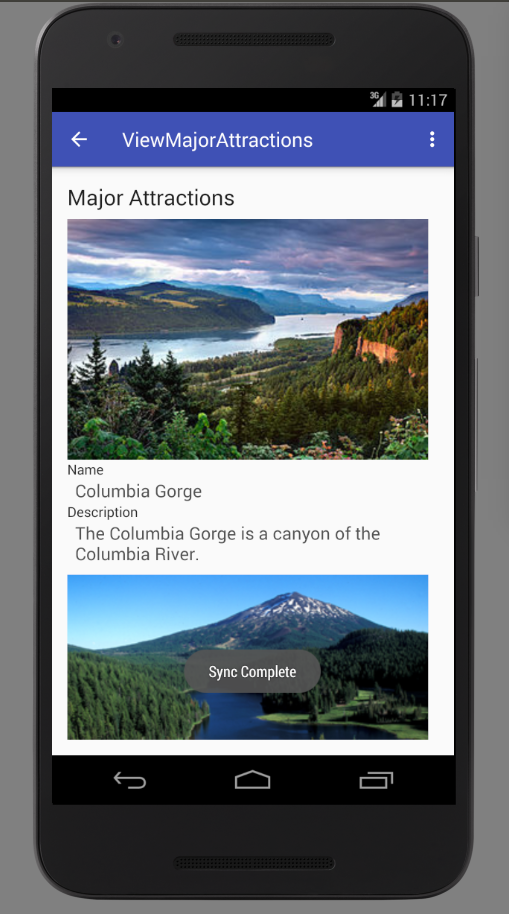 3G 11:17
ViewMajorAttractions
Major Attractions
Name
Columbia Gorge
Description
The Columbia Gorge is a canyon of the
Columbia River.
Sync Complete